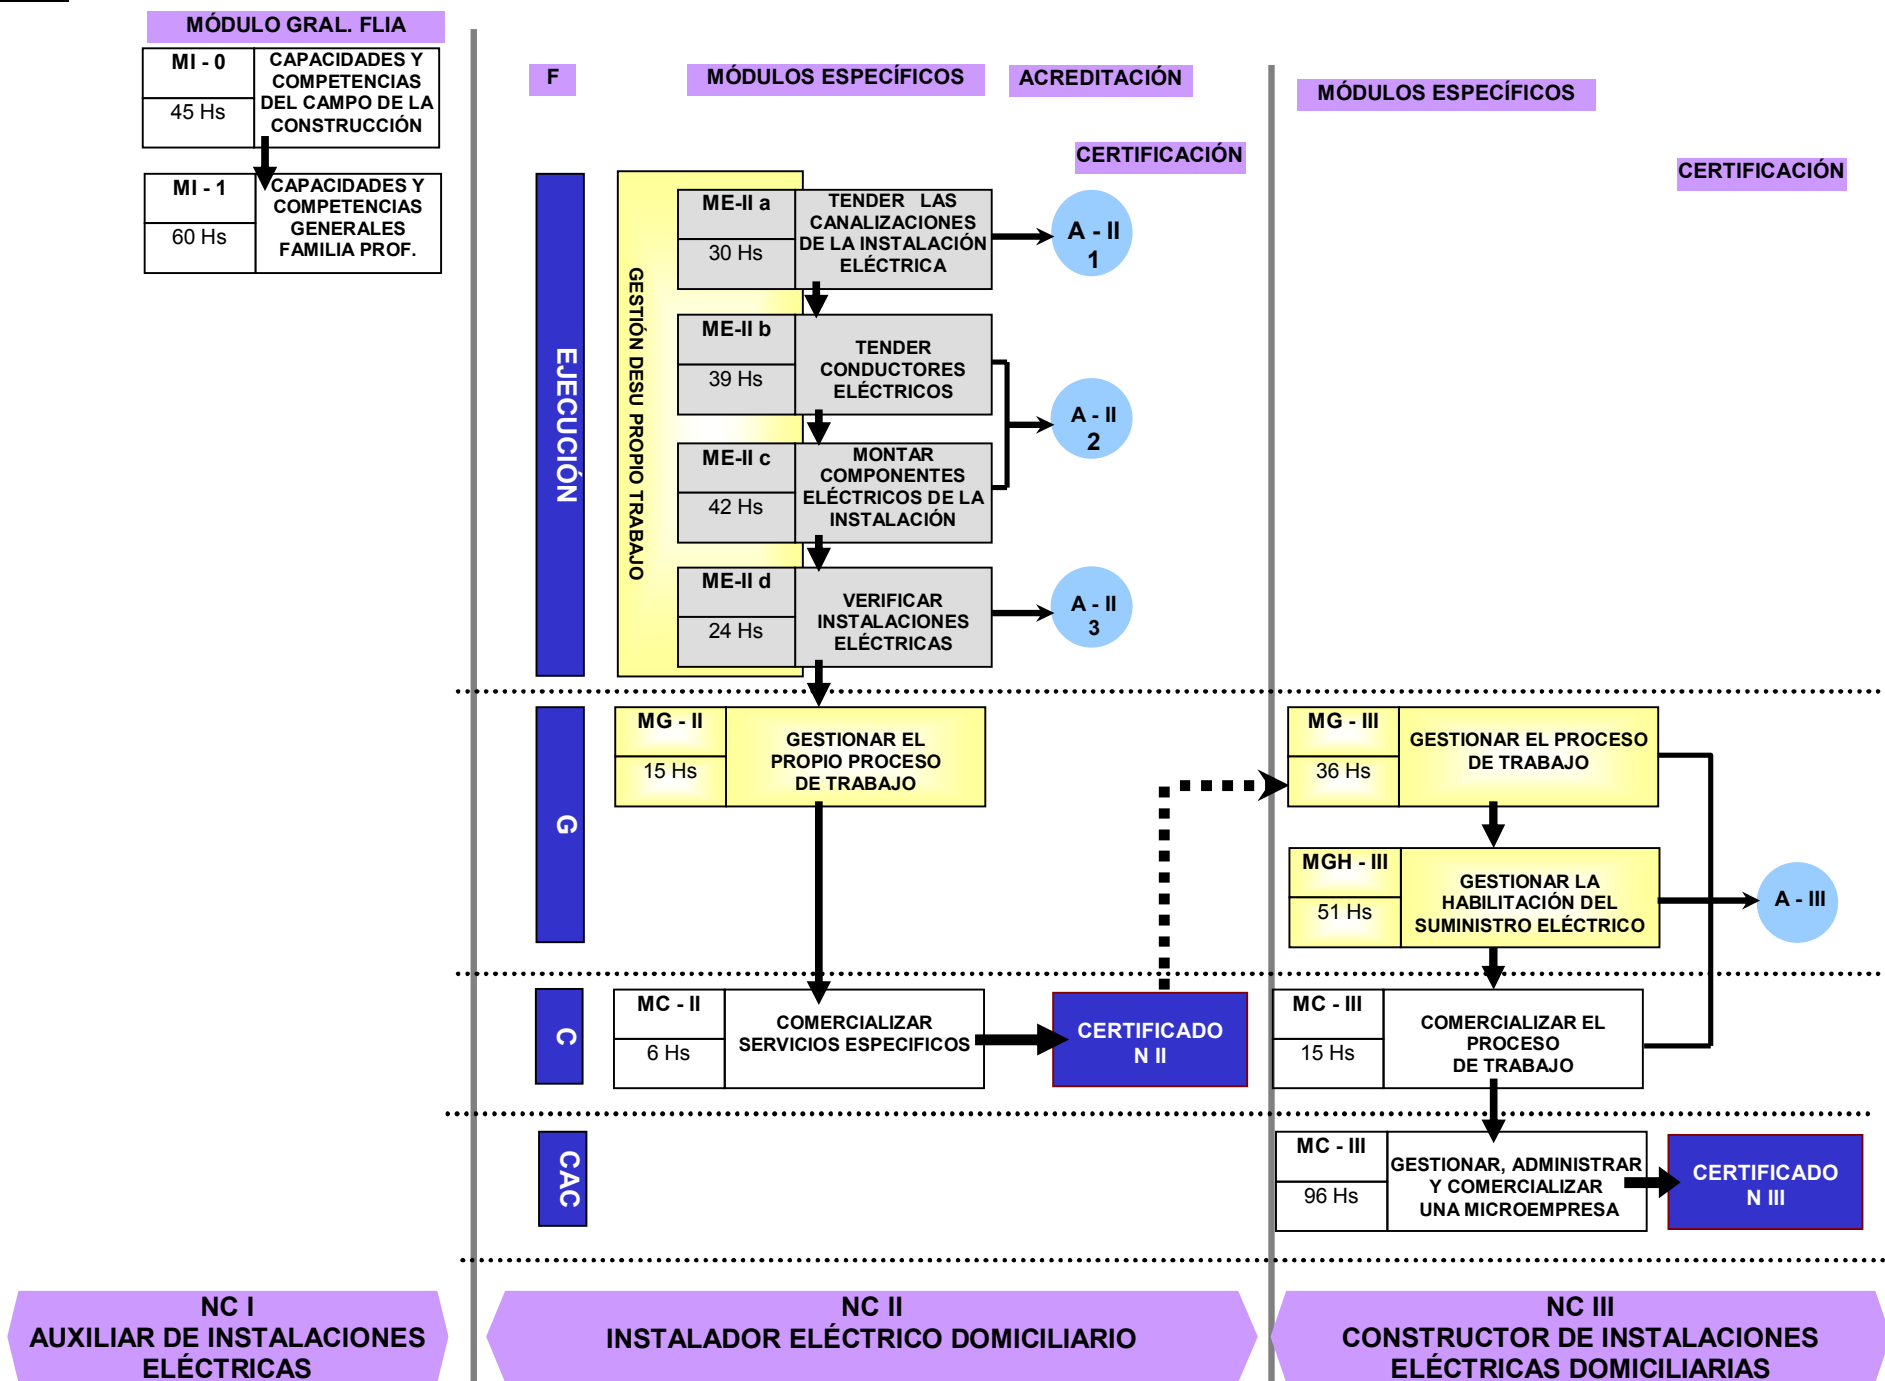 MÓDULO GRAL. FLIA
MI - 0
45 Hs
CAPACIDADES Y
COMPETENCIAS
DEL CAMPO DE LA
CONSTRUCCIÓN
MI - 1
60 Hs
CAPACIDADES Y
COMPETENCIAS
GENERALES
FAMILIA PROF.
F
MÓDULOS ESPECÍFICOS
ACREDITACIÓN
CERTIFICACIÓN
EJECUCIÓN
GESTIÓN DESU PROPIO TRABAJO
ME-II a
30 Hs
TENDER LAS
CANALIZACIONES
DE LA INSTALACIÓN
ELÉCTRICA
A - II
1
ME-II b
39 Hs
TENDER
CONDUCTORES
ELÉCTRICOS
A - II
2
ME-II c
42 Hs
MONTAR
COMPONENTES
ELÉCTRICOS DE LA
INSTALACIÓN
ME-II d
24 Hs
VERIFICAR
INSTALACIONES
ELÉCTRICAS
A - II
3
G
MG - II
15 Hs
GESTIONAR EL
PROPIO PROCESO
DE TRABAJO
C
MC - II
6 Hs
COMERCIALIZAR
SERVICIOS ESPECIFICOS
CERTIFICADO
N II
CAC
MÓDULOS ESPECÍFICOS
CERTIFICACIÓN
MG - III
36 Hs
GESTIONAR EL PROCESO
DE TRABAJO
MGH - III
51 Hs
GESTIONAR LA
HABILITACIÓN DEL
SUMINISTRO ELÉCTRICO
A - III
MC - III
15 Hs
COMERCIALIZAR EL
PROCESO
DE TRABAJO
MC - III
96 Hs
GESTIONAR, ADMINISTRAR
Y COMERCIALIZAR
UNA MICROEMPRESA
CERTIFICADO
N III
NC I
AUXILIAR DE INSTALACIONES
ELÉCTRICAS
NC II
INSTALADOR ELÉCTRICO DOMICILIARIO
NC III
CONSTRUCTOR DE INSTALACIONES
ELÉCTRICAS DOMICILIARIAS